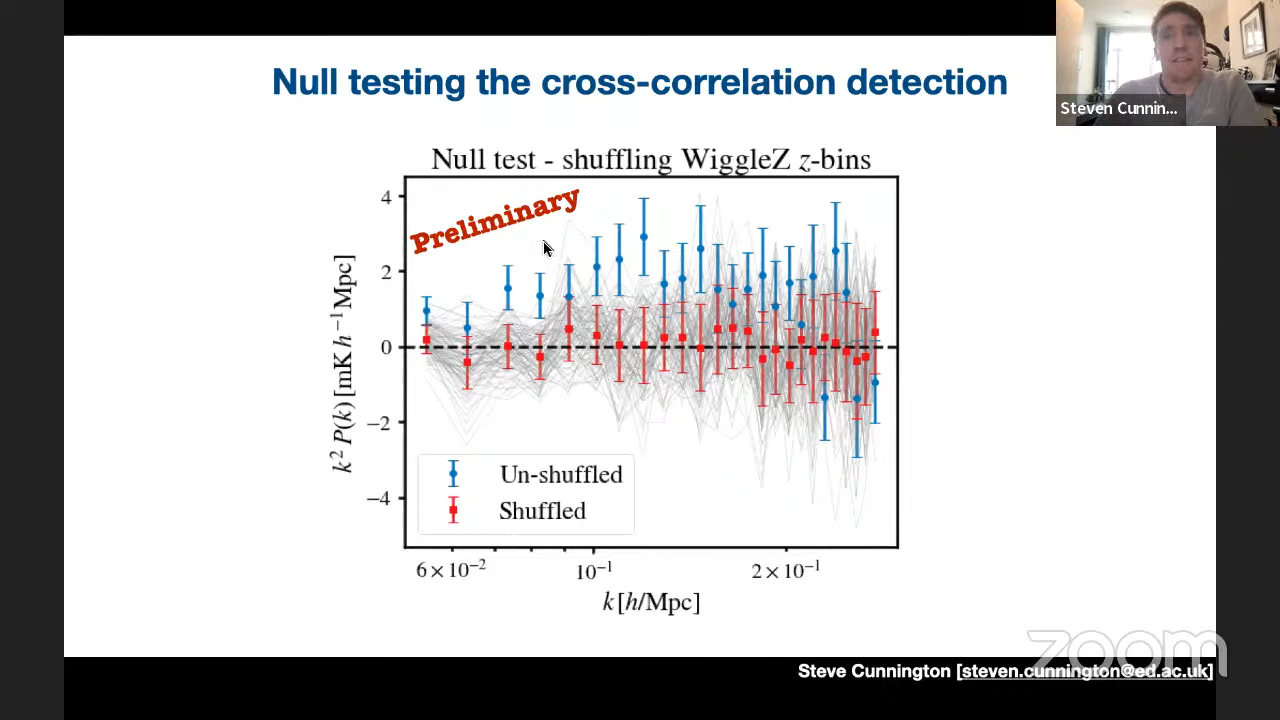 Null testing the cross-correlation detection
Steven Cunnin...
Null test - shuffling WiggleZ z-bins
Preliminary
4
2
0
−2
−4
k² P(k) [mK h⁻¹Mpc]
Un-shuffled
Shuffled
6 × 10⁻²
10⁻¹
2 × 10⁻¹
k [h/Mpc]
zoom
Steve Cunnington [steven.cunnington@ed.ac.uk]